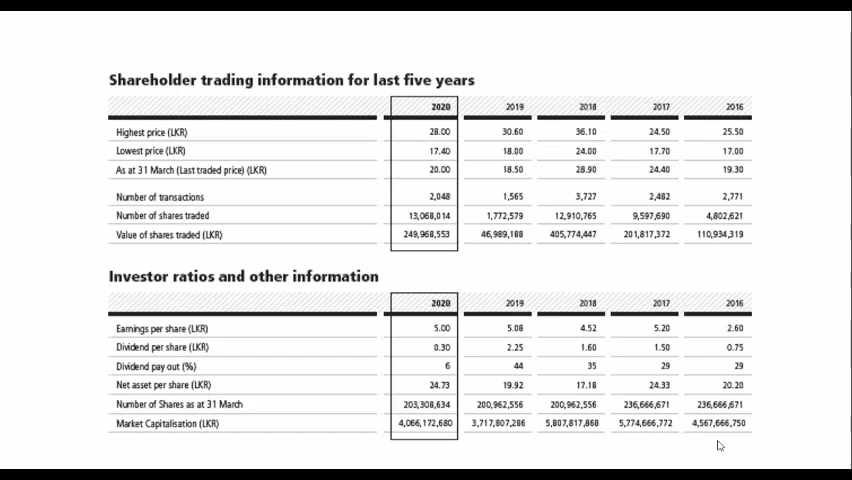 Shareholder trading information for last five years
2020 2019 2018 2017 2016
Highest price (LKR) 28.00 30.60 36.10 24.50 25.50
Lowest price (LKR) 17.40 18.00 24.00 17.70 17.00
As at 31 March (Last traded price) (LKR) 20.00 18.50 28.90 24.40 19.30
Number of transactions 2,048 1,565 3,727 2,482 2,771
Number of shares traded 13,068,014 1,772,579 12,910,765 9,597,690 4,802,621
Value of shares traded (LKR) 249,968,553 46,989,188 405,774,447 201,817,372 110,934,319
Investor ratios and other information
2020 2019 2018 2017 2016
Earnings per share (LKR) 5.00 5.08 4.52 5.20 2.60
Dividend per share (LKR) 0.30 2.25 1.60 1.50 0.75
Dividend pay out (%) 6 44 35 29 29
Net asset per share (LKR) 24.73 19.92 17.18 24.33 20.20
Number of Shares as at 31 March 203,308,634 200,962,556 200,962,556 236,666,671 236,666,671
Market Capitalisation (LKR) 4,066,172,680 3,717,807,286 5,807,817,868 5,774,666,772 4,567,666,750